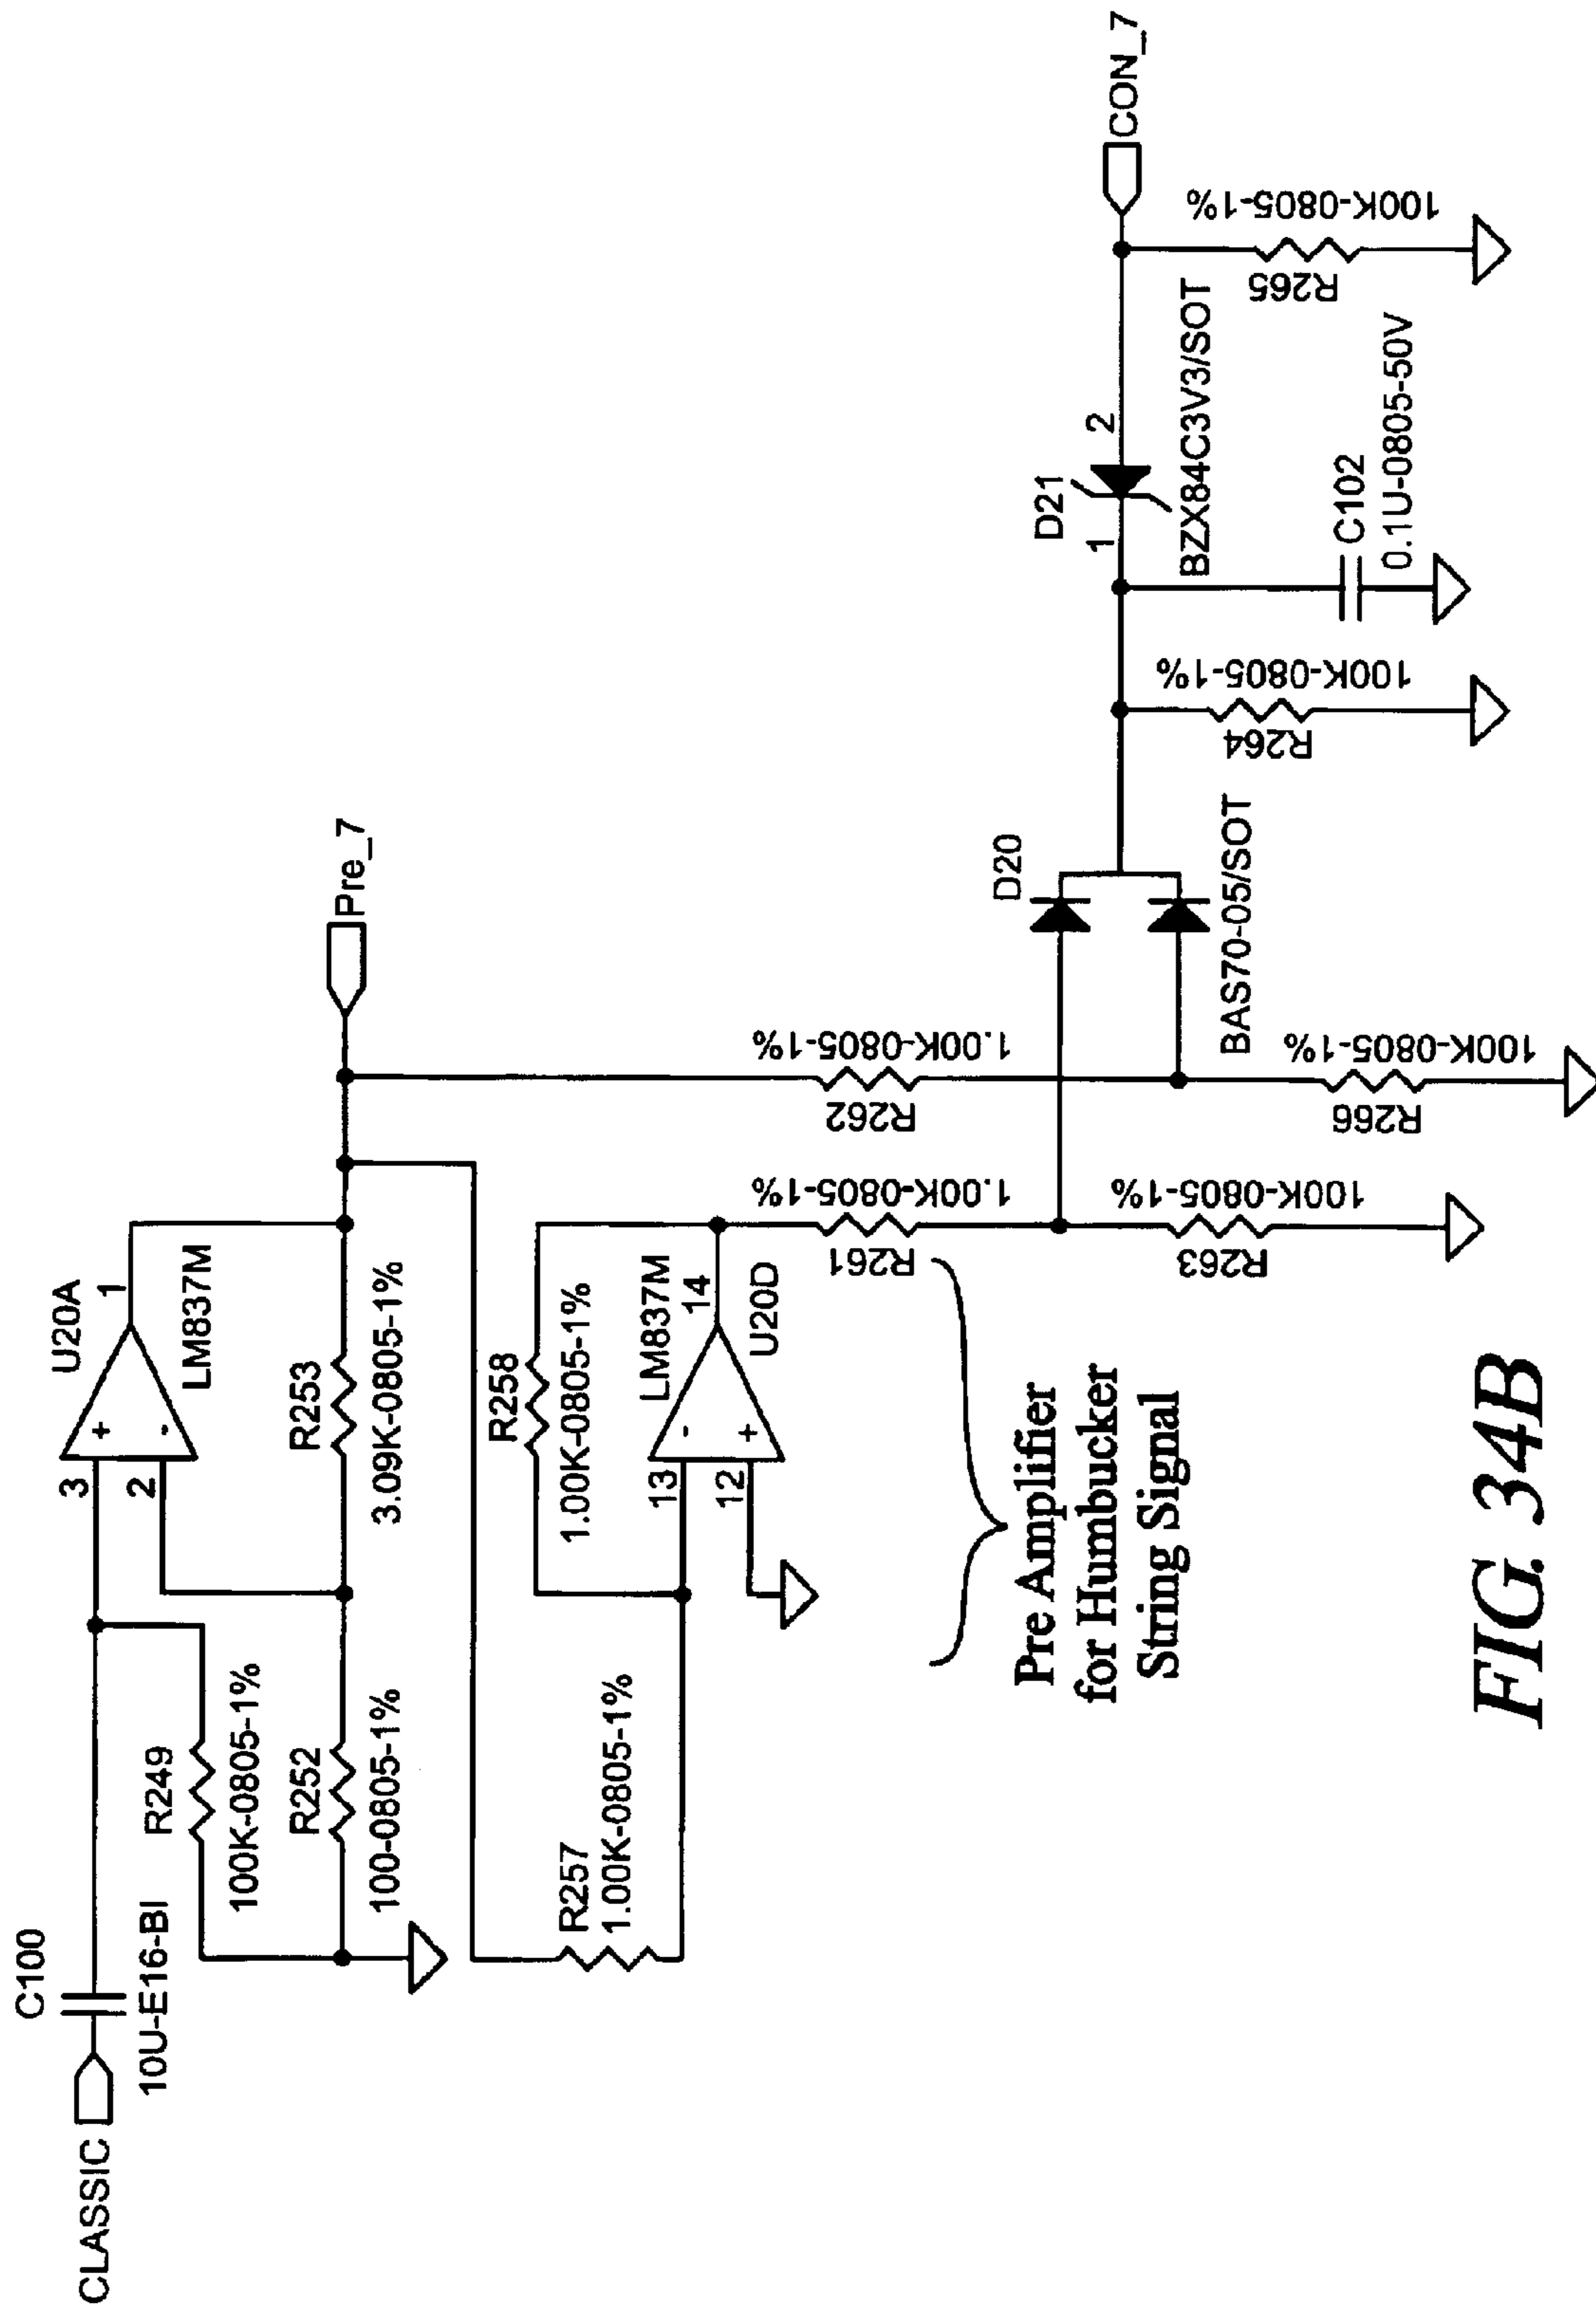 CLASSIC
C100
10U-E16-BI
R249
100K-0805-1%
R252
100-0805-1%
3
2
+
-
U20A
1
LM837M
R253
3.09K-0805-1%
Pre_7
R257
1.00K-0805-1%
R258
1.00K-0805-1%
13
12
-
+
LM837M
14
U20D
R261
1.00K-0805-1%
R262
1.00K-0805-1%
R263
100K-0805-1%
R266
100K-0805-1%
D20
BAS70-05/SOT
R264
100K-0805-1%
D21
1
2
BZX84C3V3/SOT
C102
0.1U-0805-50V
R265
100K-0805-1%
CON_7
Pre Amplifier
for Humbucker
String Signal
FIG. 34B